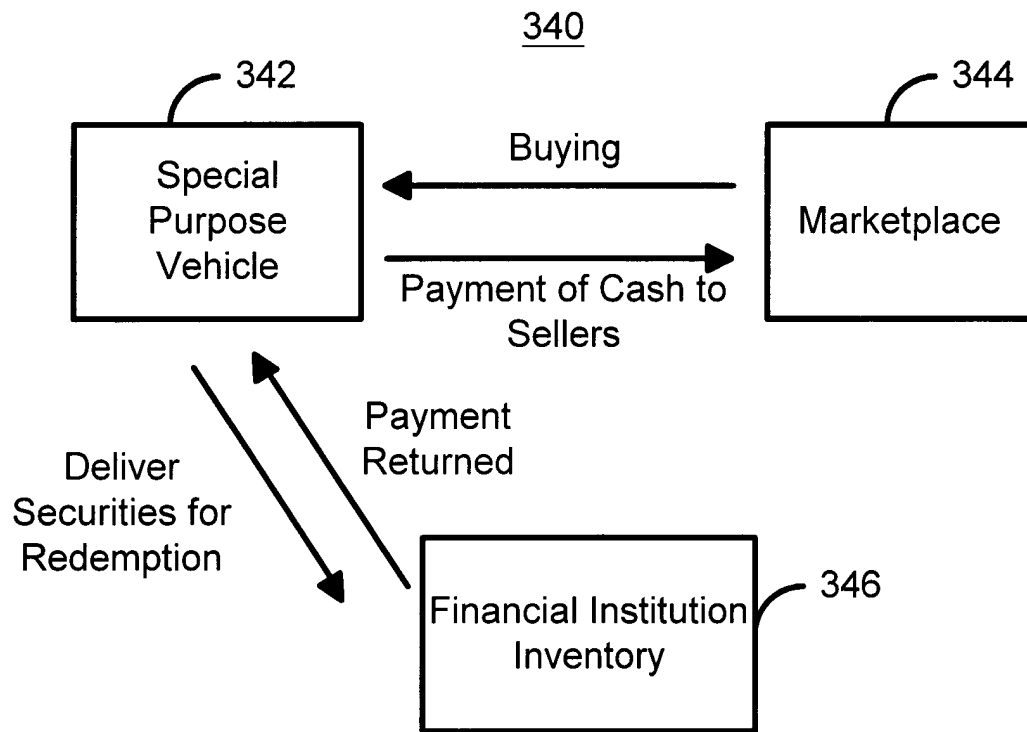 340
342
344
Special
Purpose
Vehicle
Buying
Marketplace
Payment of Cash to
Sellers
Payment
Returned
Deliver
Securities for
Redemption
Financial Institution
Inventory
346